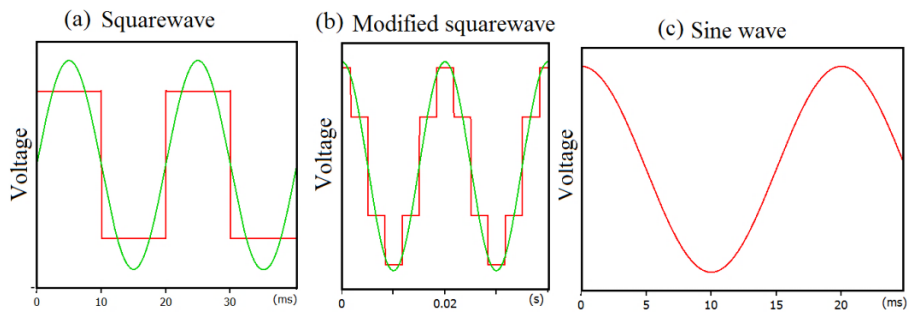 (a) Squarewave
Voltage
0 10 20 30 (ms)
(b) Modified squarewave
Voltage
0 0.02 (s)
(c) Sine wave
Voltage
0 5 10 15 20 (ms)